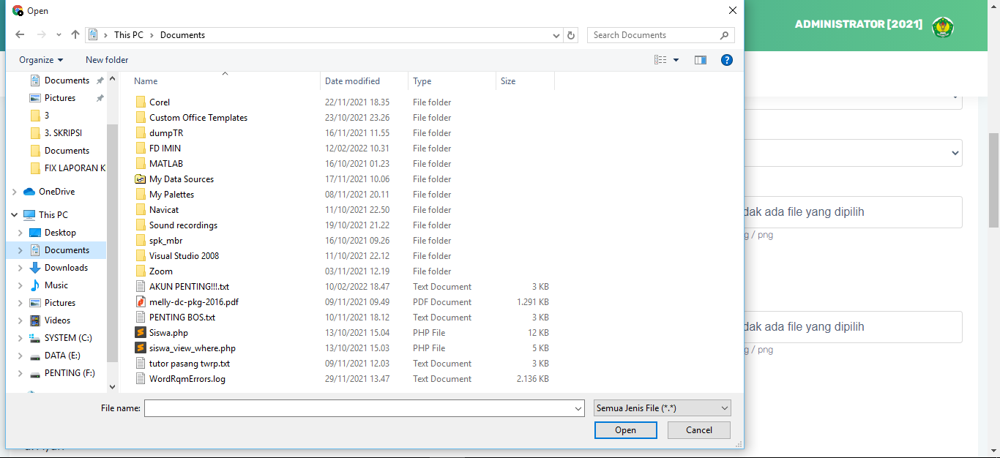 Open
ADMINISTRATOR [2021]
This PC > Documents
Search Documents
Organize
New folder
Name Date modified Type Size
Documents
Pictures
3
3. SKRIPSI
Documents
FIX LAPORAN K
OneDrive
This PC
Desktop
Documents
Downloads
Music
Pictures
Videos
SYSTEM (C:)
DATA (E:)
PENTING (F:)
Corel 22/11/2021 18.35 File folder
Custom Office Templates 23/10/2021 23.26 File folder
dumpTR 16/11/2021 11.55 File folder
FD IMIN 12/02/2022 10.31 File folder
MATLAB 16/10/2021 01.23 File folder
My Data Sources 17/11/2021 10.06 File folder
My Palettes 08/11/2021 20.11 File folder
Navicat 11/10/2021 22.50 File folder
Sound recordings 19/10/2021 21.22 File folder
spk_mbr 16/10/2021 09.26 File folder
Visual Studio 2008 11/10/2021 22.12 File folder
Zoom 03/11/2021 12.19 File folder
AKUN PENTING!!!.txt 10/02/2022 18.47 Text Document 3 KB
melly-dc-pkg-2016.pdf 09/11/2021 09.49 PDF Document 1.291 KB
PENTING BOS.txt 10/11/2021 18.12 Text Document 3 KB
Siswa.php 13/10/2021 15.04 PHP File 12 KB
siswa_view_where.php 13/10/2021 15.03 PHP File 5 KB
tutor pasang twrp.txt 09/11/2021 12.03 Text Document 3 KB
WordRqmErrors.log 29/11/2021 13.47 Text Document 2.136 KB
dak ada file yang dipilih
g / png
dak ada file yang dipilih
g / png
File name:
Semua Jenis File (*.*)
Open
Cancel